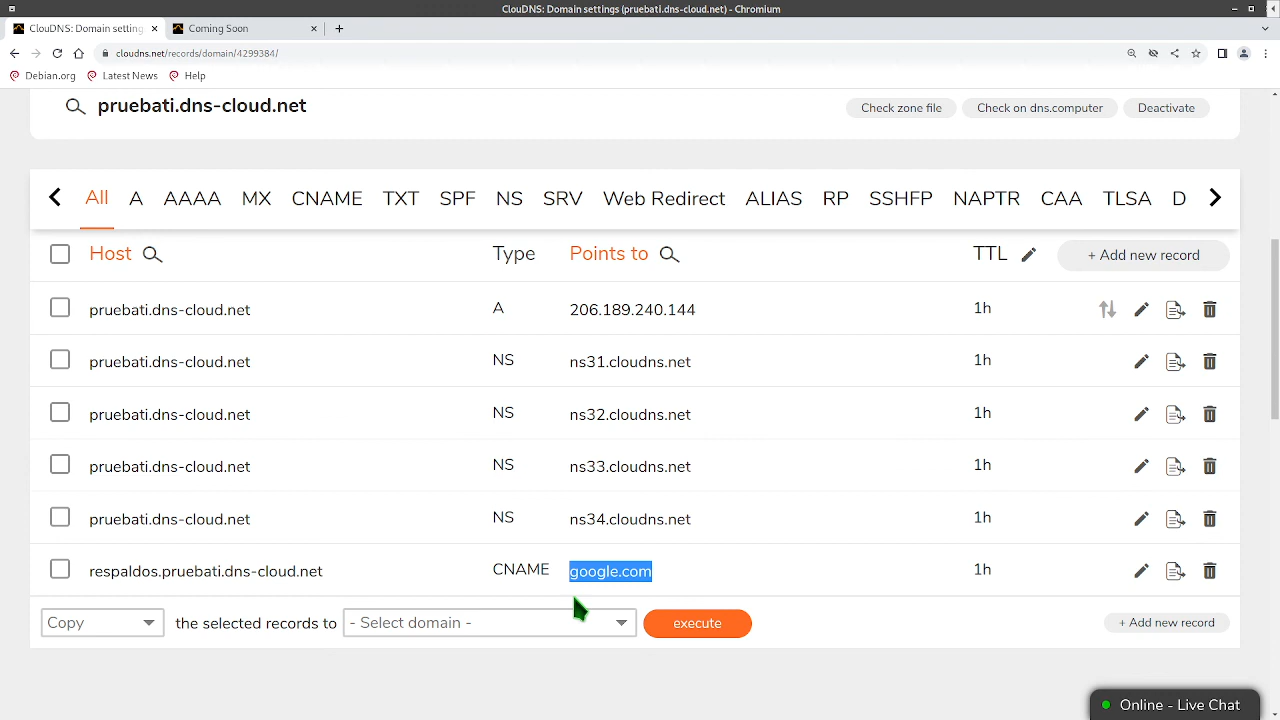 ClouDNS: Domain settings (pruebati.dns-cloud.net) - Chromium
ClouDNS: Domain setting
Coming Soon
cloudns.net/records/domain/4299384/
Debian.org Latest News Help
pruebati.dns-cloud.net Check zone file Check on dns.computer Deactivate
All A AAAA MX CNAME TXT SPF NS SRV Web Redirect ALIAS RP SSHFP NAPTR CAA TLSA D
Host Type Points to TTL + Add new record
pruebati.dns-cloud.net A 206.189.240.144 1h
pruebati.dns-cloud.net NS ns31.cloudns.net 1h
pruebati.dns-cloud.net NS ns32.cloudns.net 1h
pruebati.dns-cloud.net NS ns33.cloudns.net 1h
pruebati.dns-cloud.net NS ns34.cloudns.net 1h
respaldos.pruebati.dns-cloud.net CNAME google.com 1h
Copy the selected records to - Select domain - execute + Add new record
Online - Live Chat